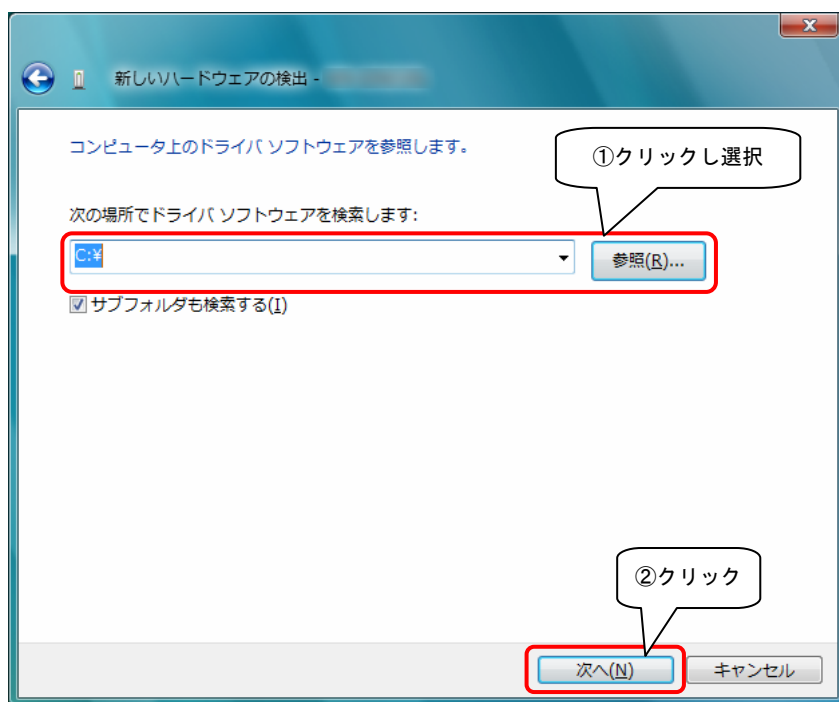 新しいハードウェアの検出 -
コンピュータ上のドライバ ソフトウェアを参照します。
①クリックし選択
次の場所でドライバ ソフトウェアを検索します:
C:¥
参照(R)...
サブフォルダも検索する(I)
②クリック
次へ(N)
キャンセル